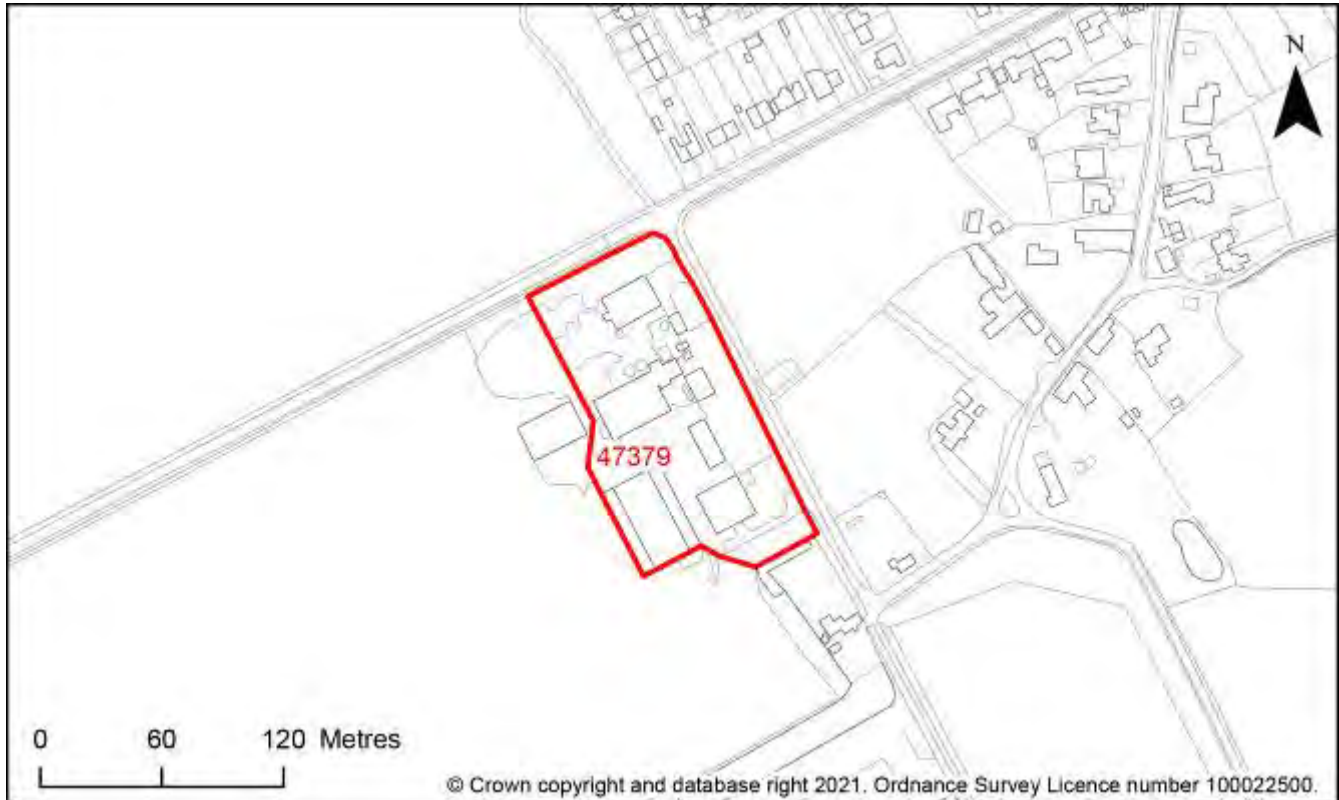 N
47379
0 60 120 Metres
© Crown copyright and database right 2021. Ordnance Survey Licence number 100022500.